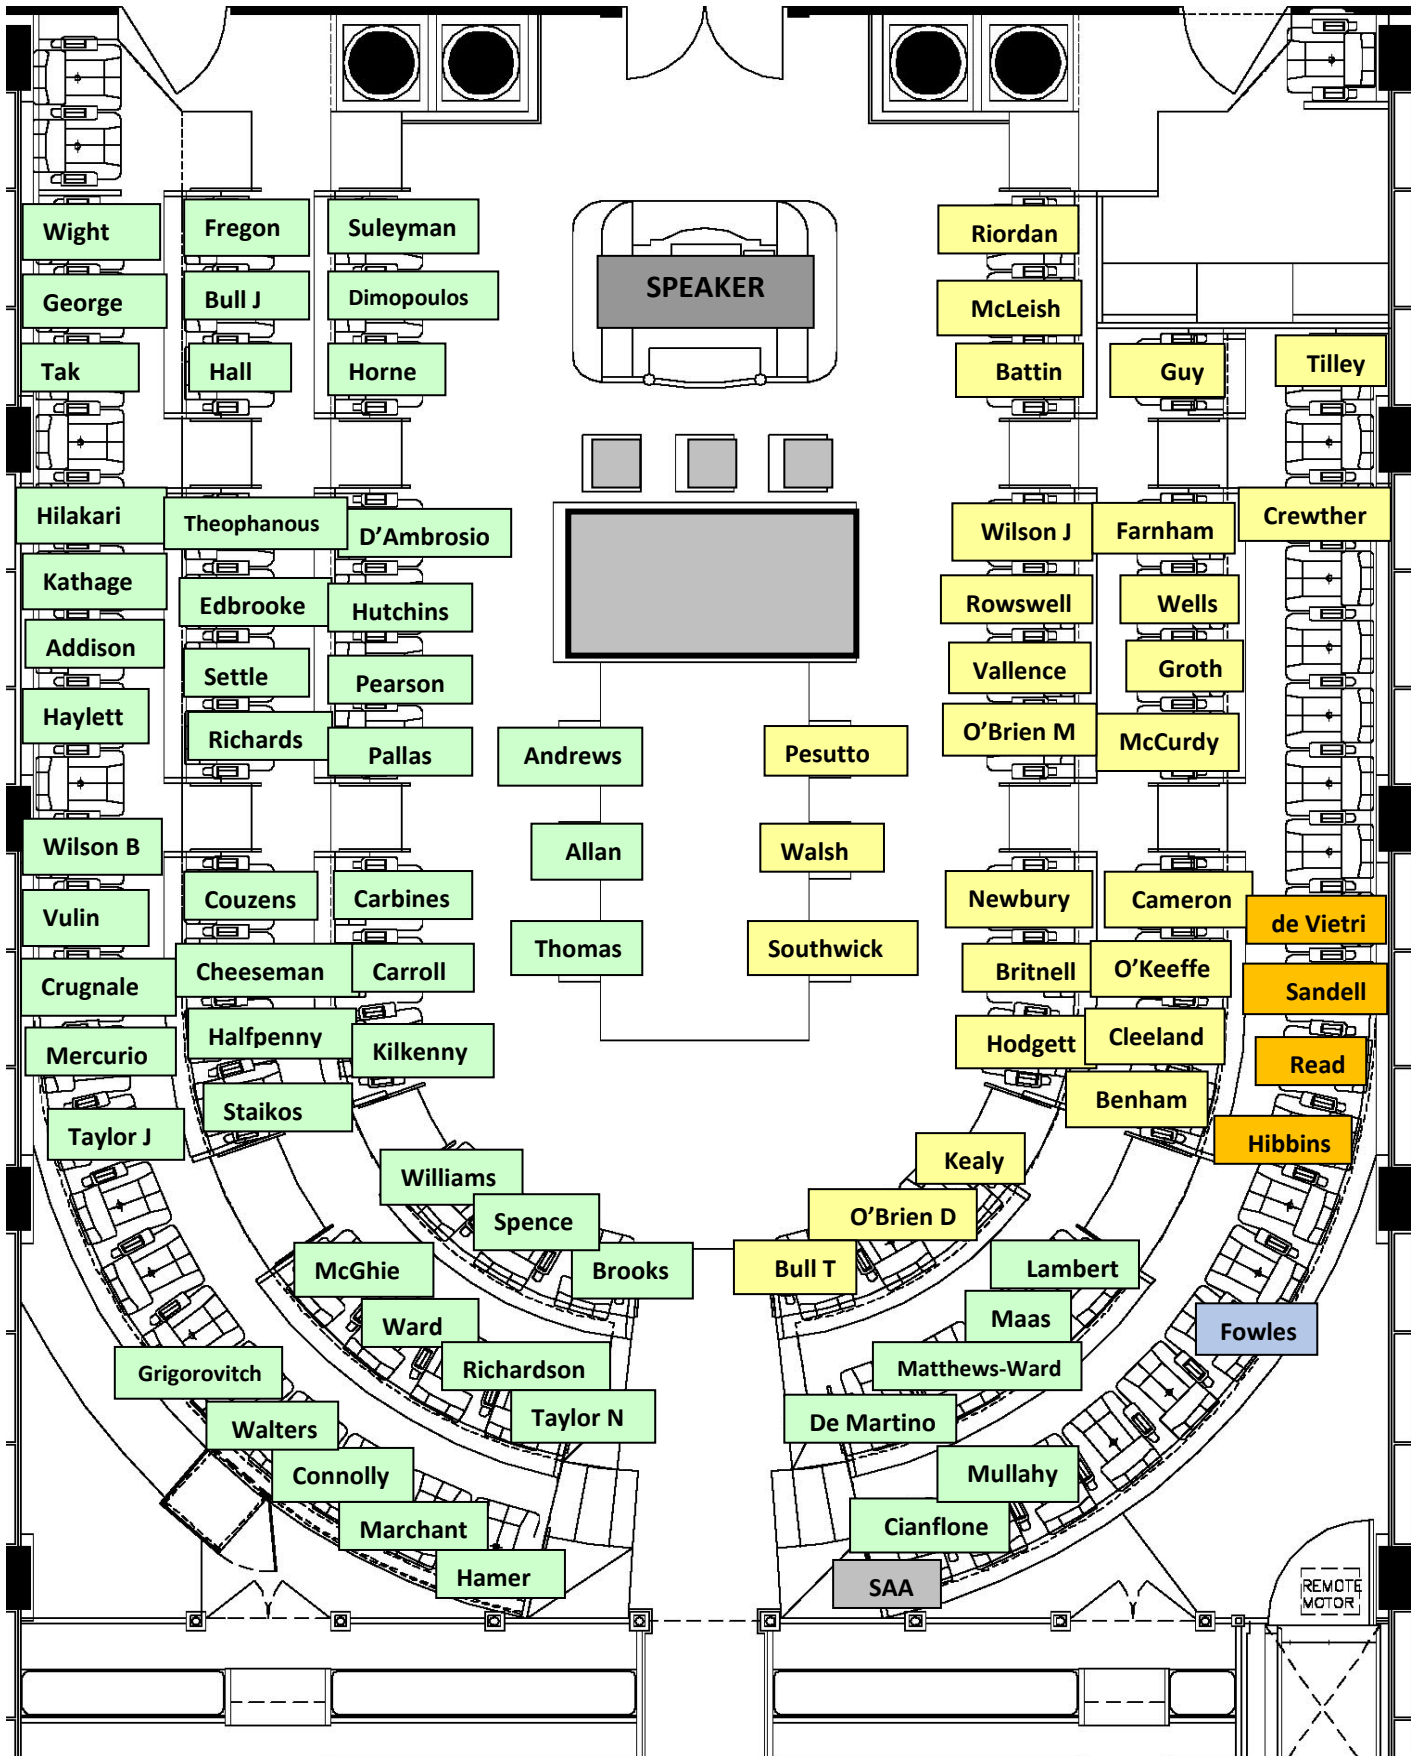 Wight
Fregon
Suleyman
Riordan
SPEAKER
George
Bull J
Dimopoulos
McLeish
Tak
Hall
Horne
Battin
Guy
Tilley
Hilakari
Theophanous
D’Ambrosio
Wilson J
Farnham
Crewther
Kathage
Edbrooke
Hutchins
Rowswell
Wells
Addison
Settle
Pearson
Vallence
Groth
Haylett
Richards
Pallas
Andrews
Pesutto
O’Brien M
McCurdy
Wilson B
Allan
Walsh
Vulin
Couzens
Carbines
Newbury
Cameron
de Vietri
Thomas
Southwick
Crugnale
Cheeseman
Carroll
Britnell
O’Keeffe
Sandell
Mercurio
Halfpenny
Kilkenny
Hodgett
Cleeland
Read
Taylor J
Staikos
Benham
Hibbins
Williams
Kealy
Spence
O’Brien D
McGhie
Brooks
Bull T
Lambert
Ward
Maas
Fowles
Grigorovitch
Richardson
Matthews-Ward
Walters
Taylor N
De Martino
Connolly
Mullahy
Marchant
Cianflone
Hamer
SAA
REMOTE
MOTOR